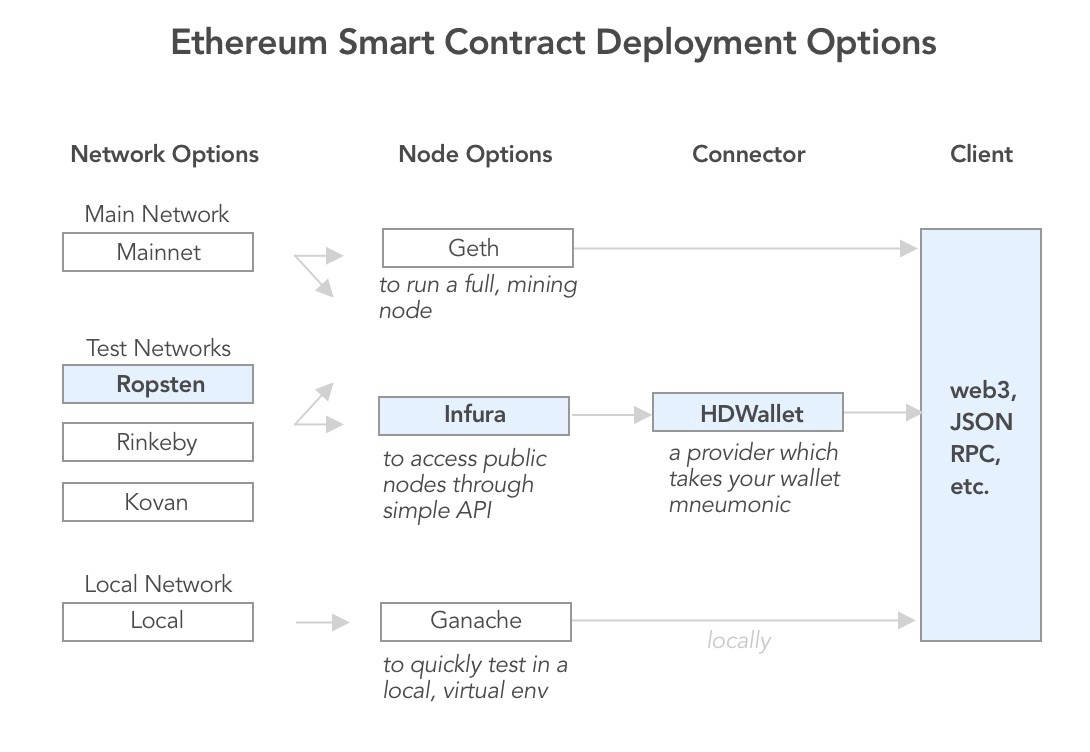 Ethereum Smart Contract Deployment Options
Network Options
Node Options
Connector
Client
Main Network
Mainnet
Geth
to run a full, mining
node
Test Networks
Ropsten
Rinkeby
Kovan
Infura
to access public
nodes through
simple API
HDWallet
a provider which
takes your wallet
mneumonic
web3,
JSON
RPC,
etc.
Local Network
Local
Ganache
to quickly test in a
local, virtual env
locally